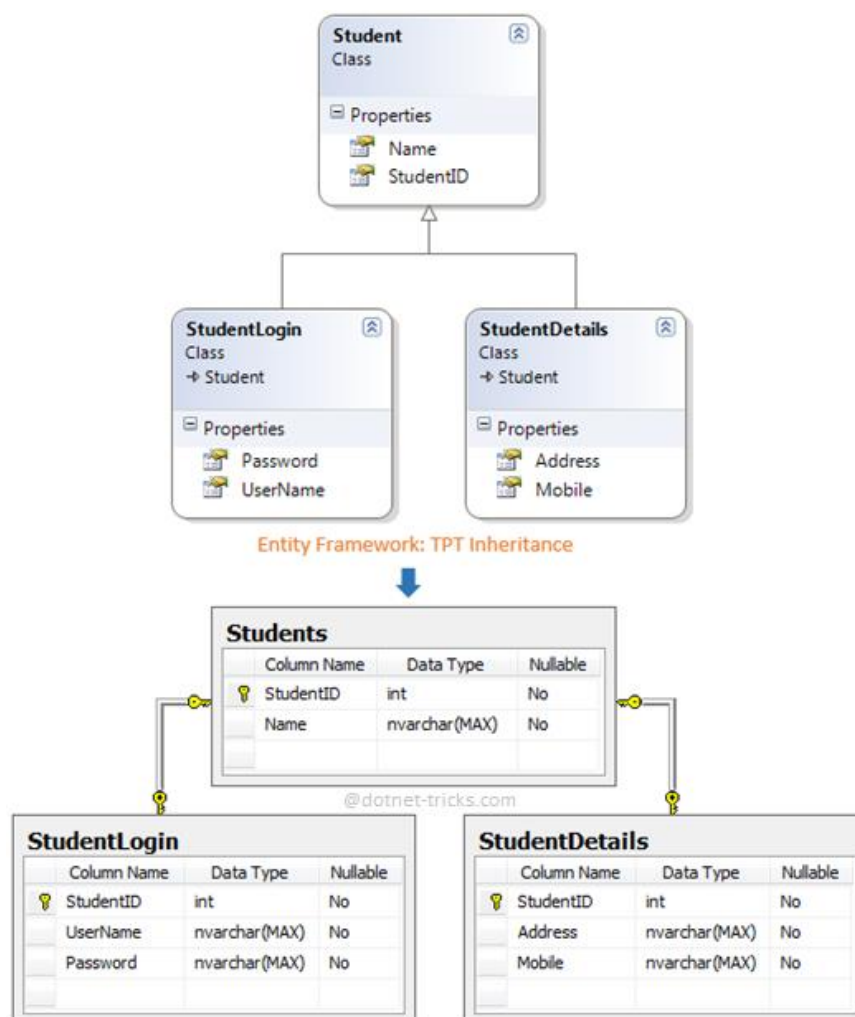 Student
Class
Properties
Name
StudentID
StudentLogin
Class
Student
Properties
Password
UserName
StudentDetails
Class
Student
Properties
Address
Mobile
Entity Framework: TPT Inheritance
Students
Column Name Data Type Nullable
StudentID int No
Name nvarchar(MAX) No
@dotnet-tricks.com
StudentLogin
Column Name Data Type Nullable
StudentID int No
UserName nvarchar(MAX) No
Password nvarchar(MAX) No
StudentDetails
Column Name Data Type Nullable
StudentID int No
Address nvarchar(MAX) No
Mobile nvarchar(MAX) No